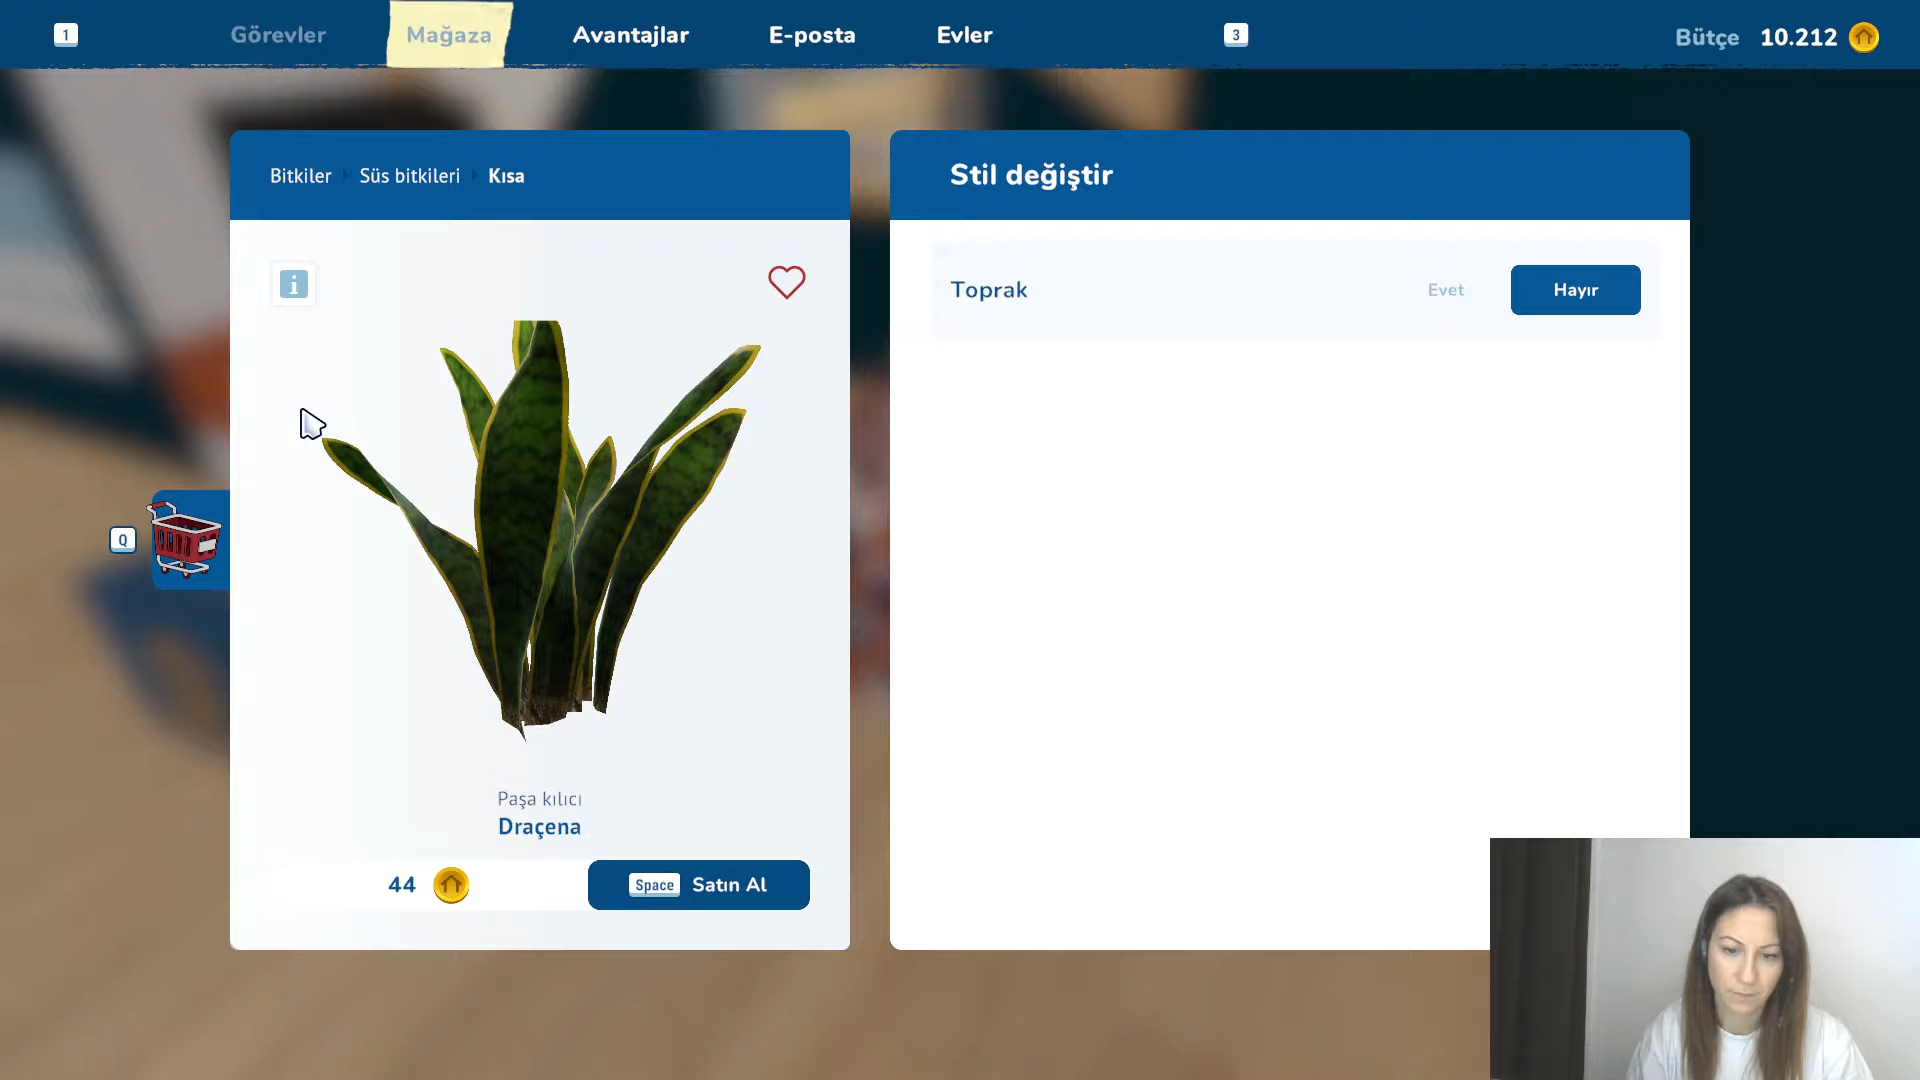 1
Görevler
Mağaza
Avantajlar
E-posta
Evler
3
Bütçe 10.212
Bitkiler Süs bitkileri Kısa
Stil değiştir
i
Toprak
Evet
Hayır
Q
Paşa kılıcı
Draçena
44
Space Satın Al